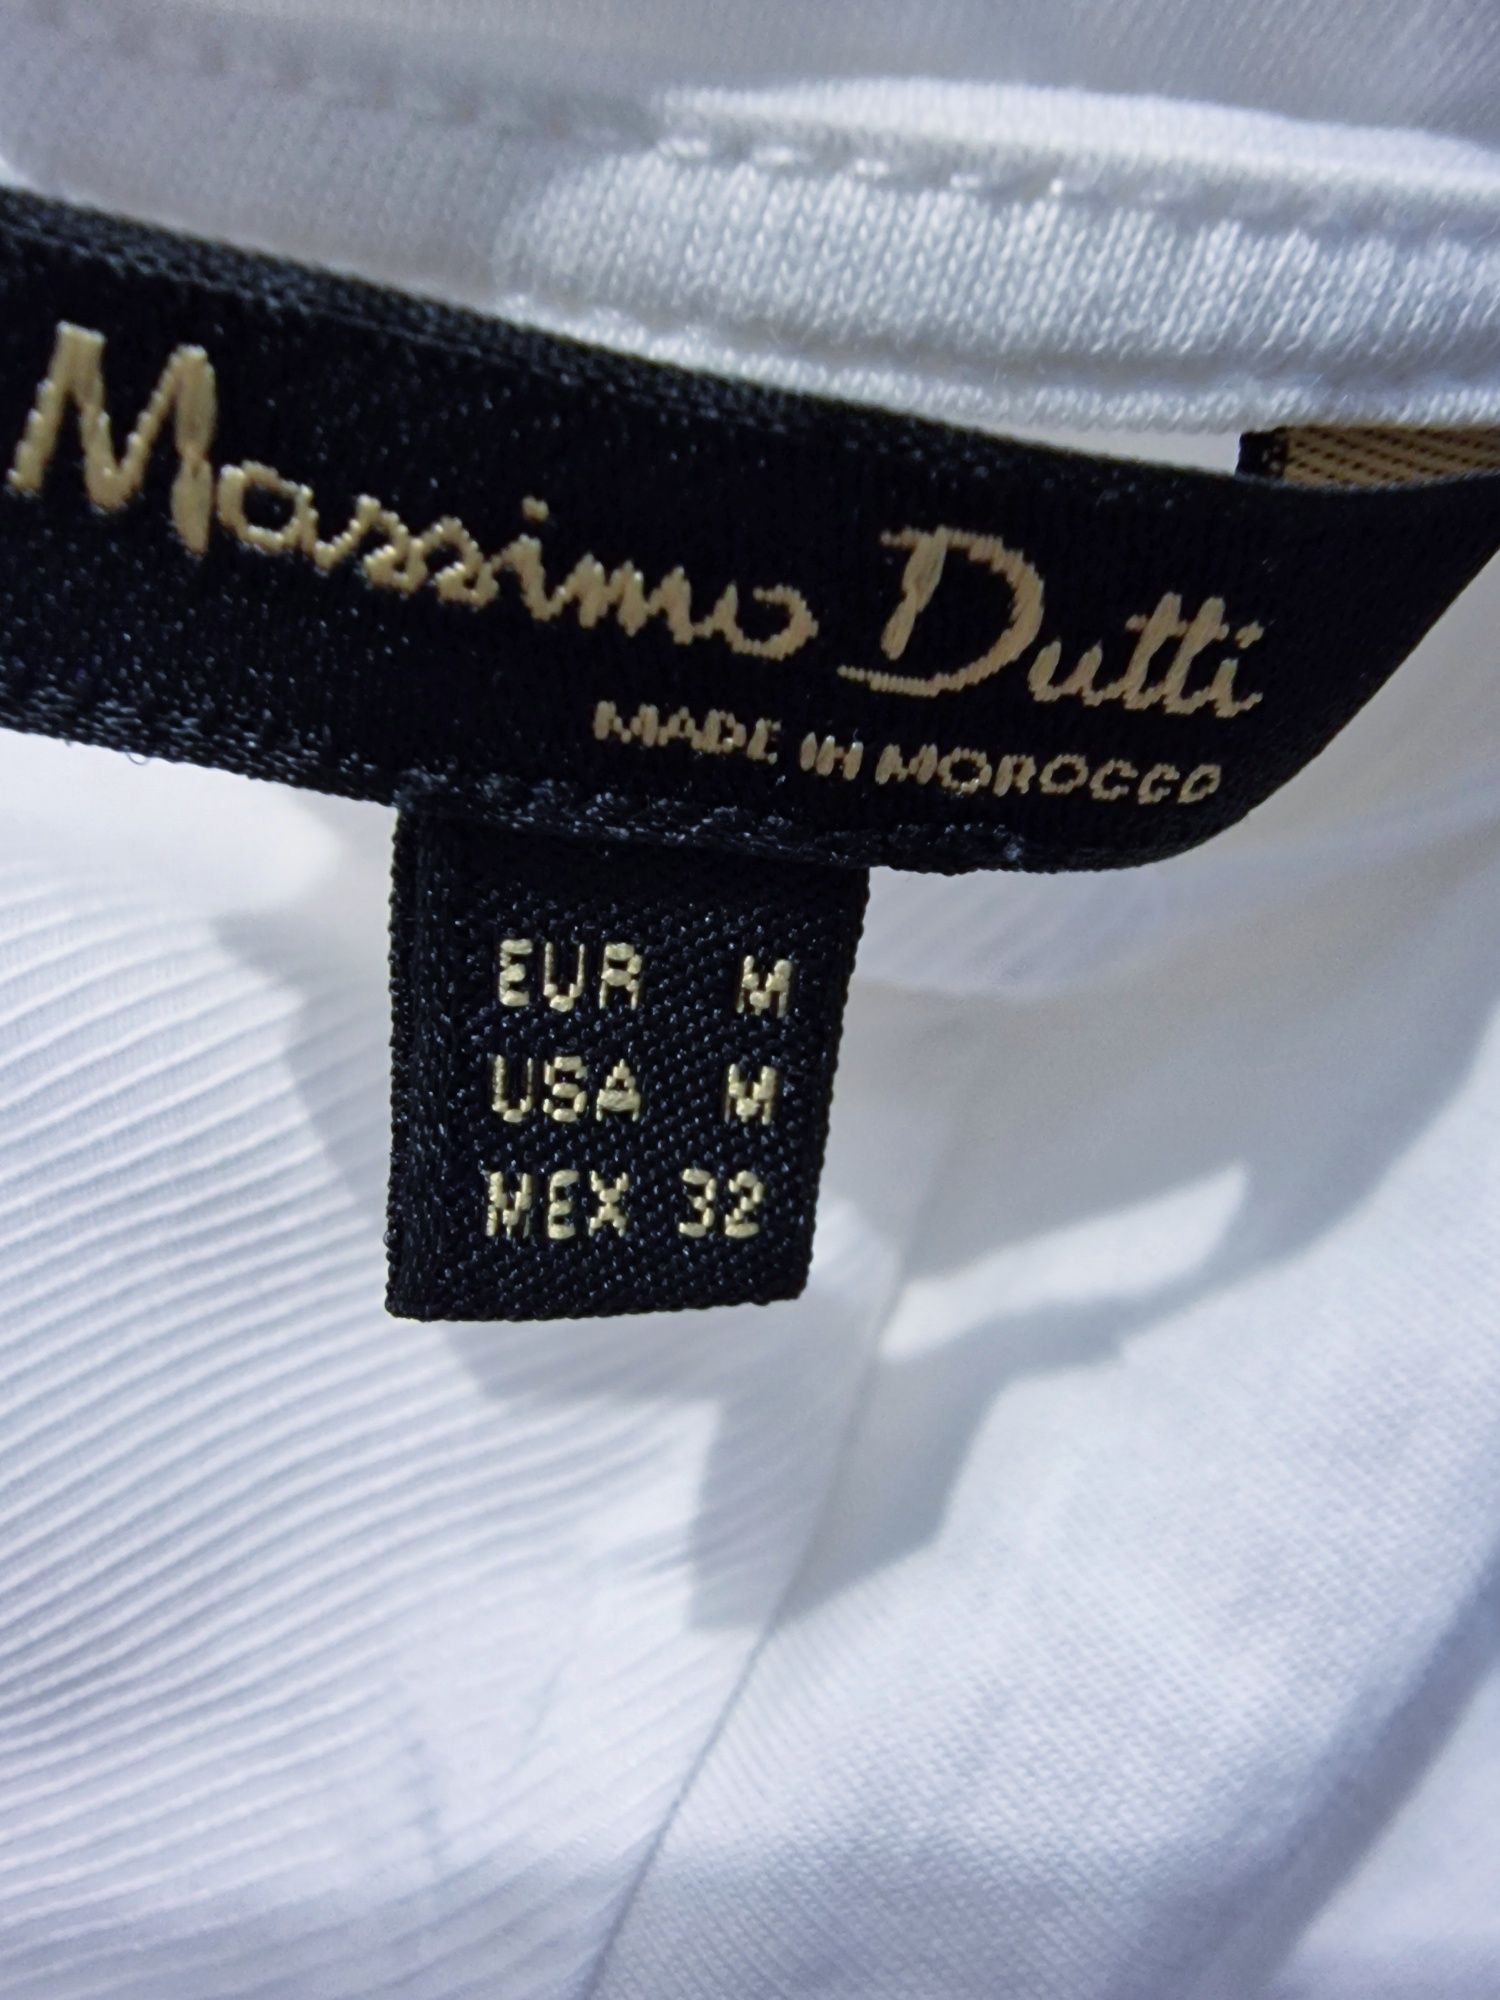 Massimo Dutti
MADE IN MOROCCO
EUR M
USA M
MEX 32